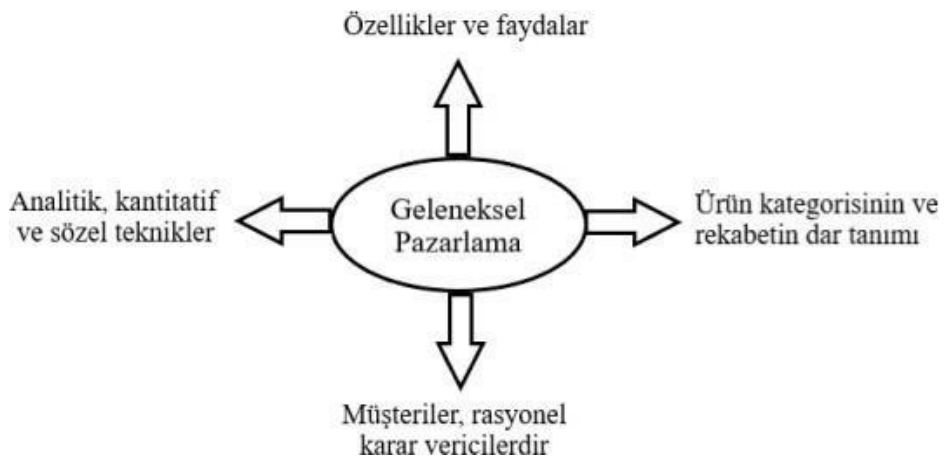 Özellikler ve faydalar
Analitik, kantitatif
ve sözel teknikler
Geleneksel
Pazarlama
Ürün kategorisinin ve
rekabetin dar tanımı
Müşteriler, rasyonel
karar vericilerdir